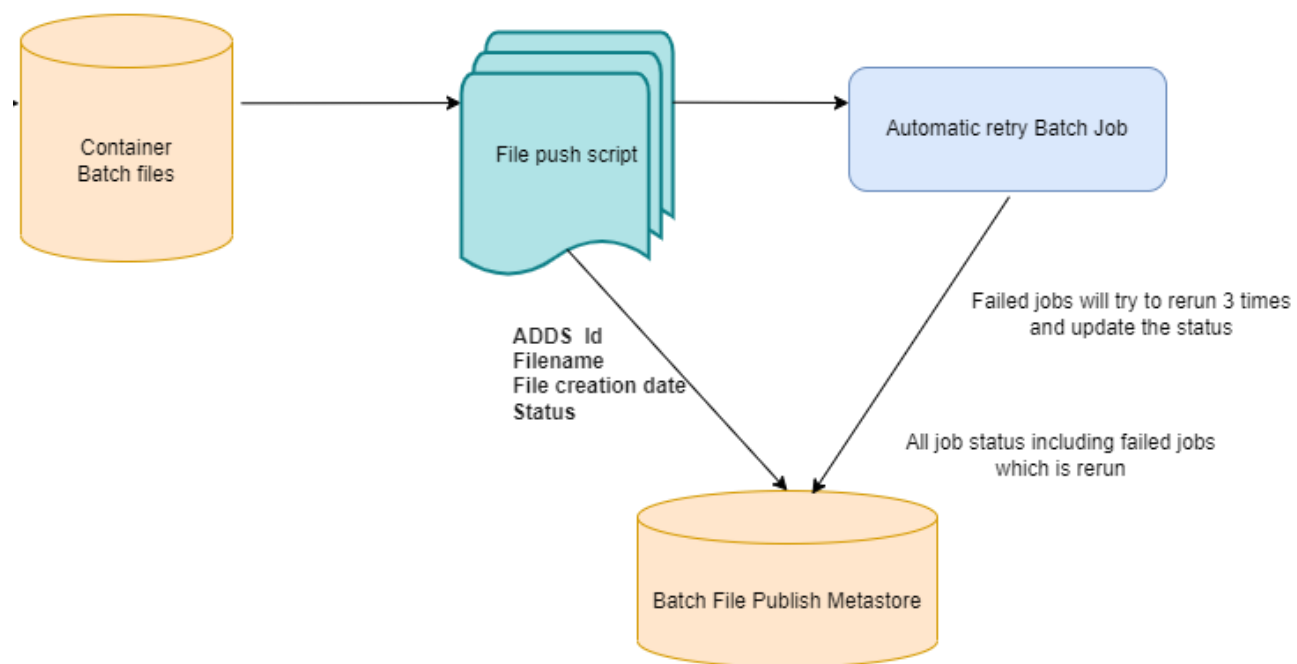 Container
Batch files
File push script
Automatic retry Batch Job
Failed jobs will try to rerun 3 times
and update the status
ADDS Id
Filename
File creation date
Status
All job status including failed jobs
which is rerun
Batch File Publish Metastore